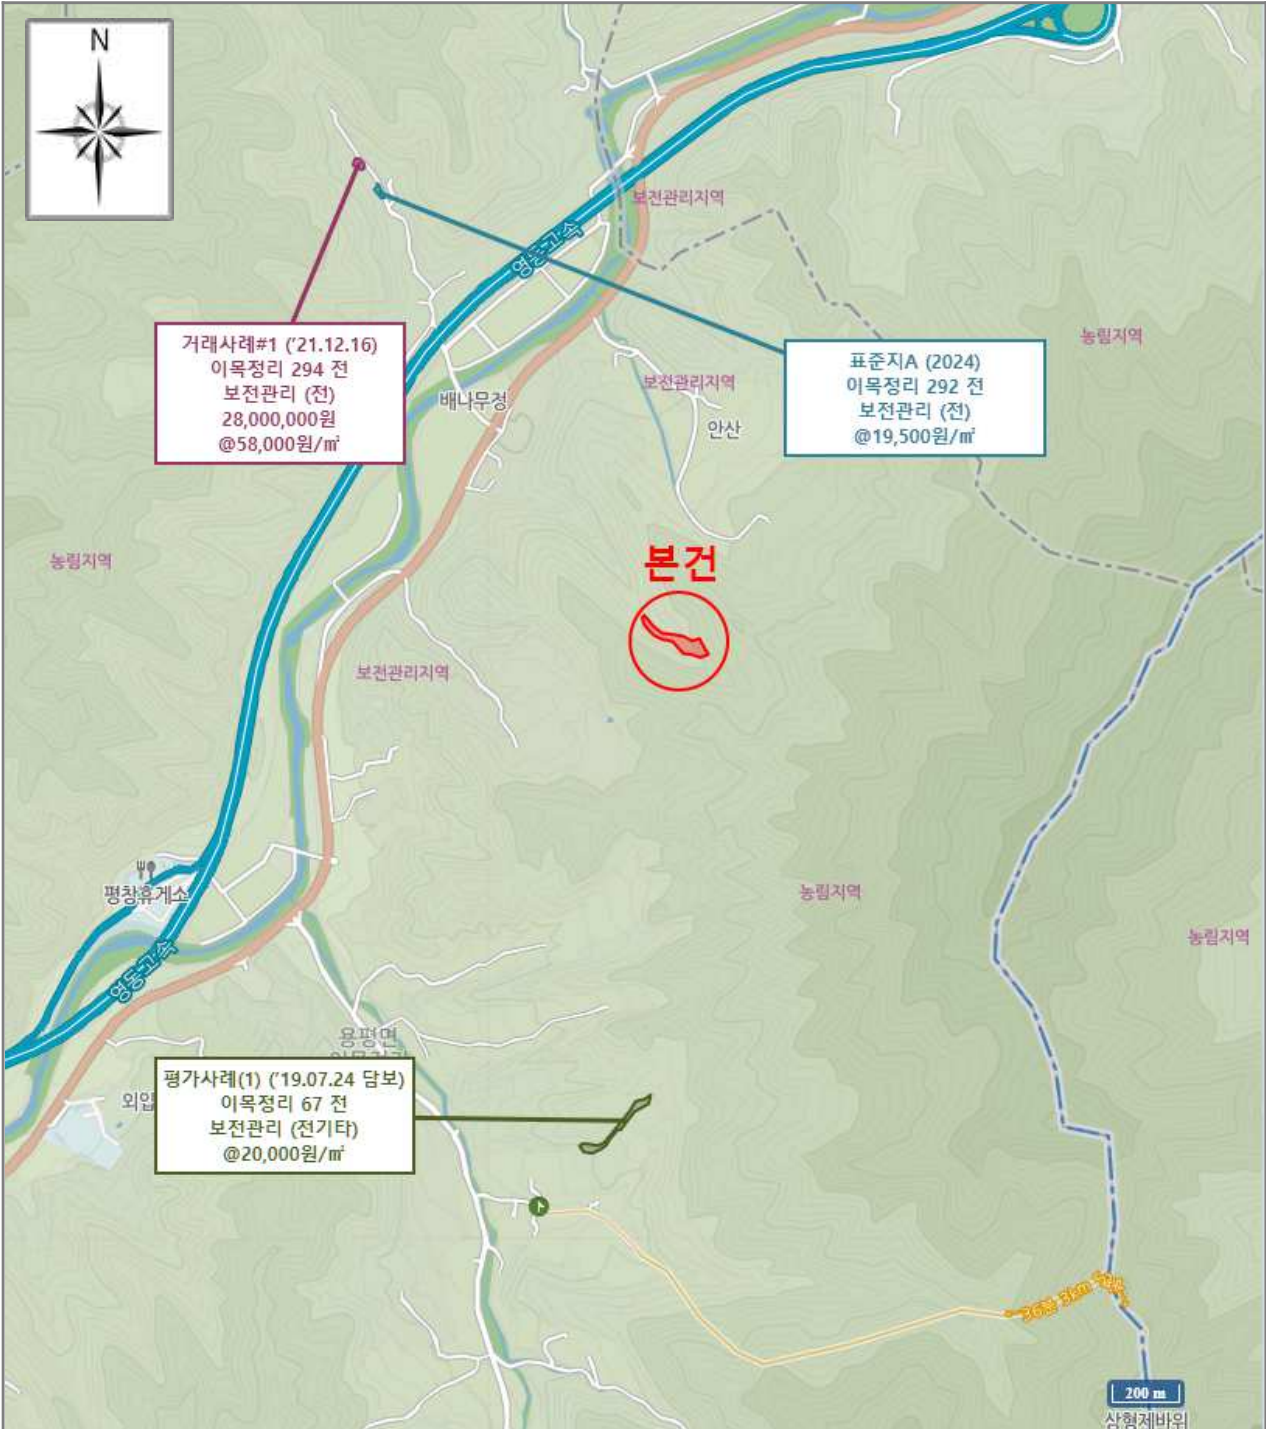 N
보전관리지역
영동고속
농림지역
거래사례#1 ('21.12.16)
이목정리 294 전
보전관리 (전)
28,000,000원
@58,000원/㎡
표준지A (2024)
이목정리 292 전
보전관리 (전)
@19,500원/㎡
보전관리지역
배나무정
안산
농림지역
본건
보전관리지역
평창휴게소
농림지역
농림지역
영동고속
용평면
평가사례(1) ('19.07.24 담보)
이목정리 67 전
보전관리 (전기타)
@20,000원/㎡
36분 3km
200 m
삼형제바위